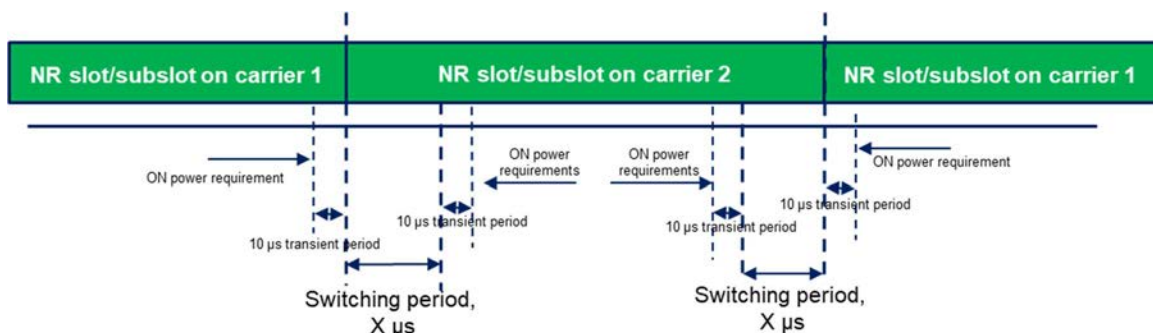 NR slot/subslot on carrier 1
NR slot/subslot on carrier 2
NR slot/subslot on carrier 1
ON power requirement
10 µs transient period
ON power
requirements
10 µs transient period
ON power
requirements
10 µs transient period
ON power requirement
10 µs transient period
Switching period,
X µs
Switching period,
X µs